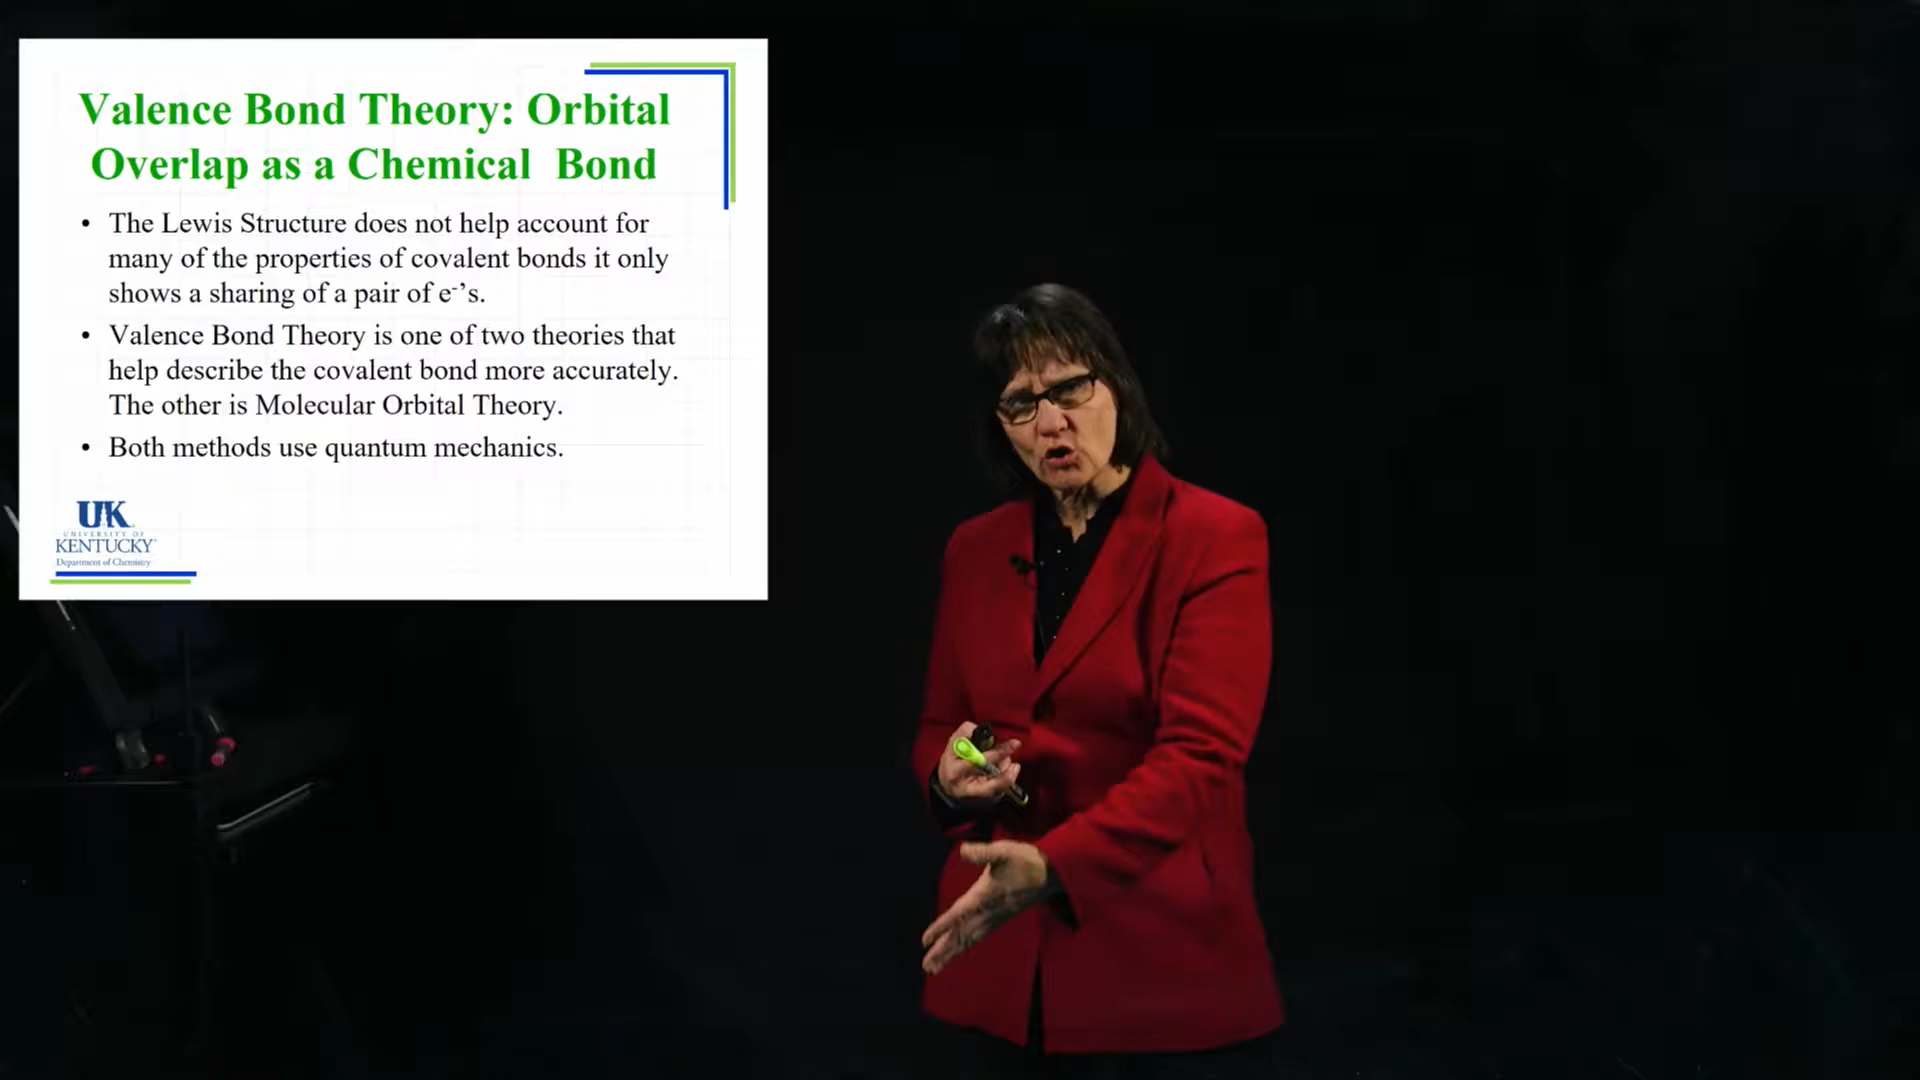 Valence Bond Theory: Orbital
Overlap as a Chemical Bond
• The Lewis Structure does not help account for
many of the properties of covalent bonds it only
shows a sharing of a pair of e⁻’s.
• Valence Bond Theory is one of two theories that
help describe the covalent bond more accurately.
The other is Molecular Orbital Theory.
• Both methods use quantum mechanics.
UK
UNIVERSITY OF
KENTUCKY
Department of Chemistry